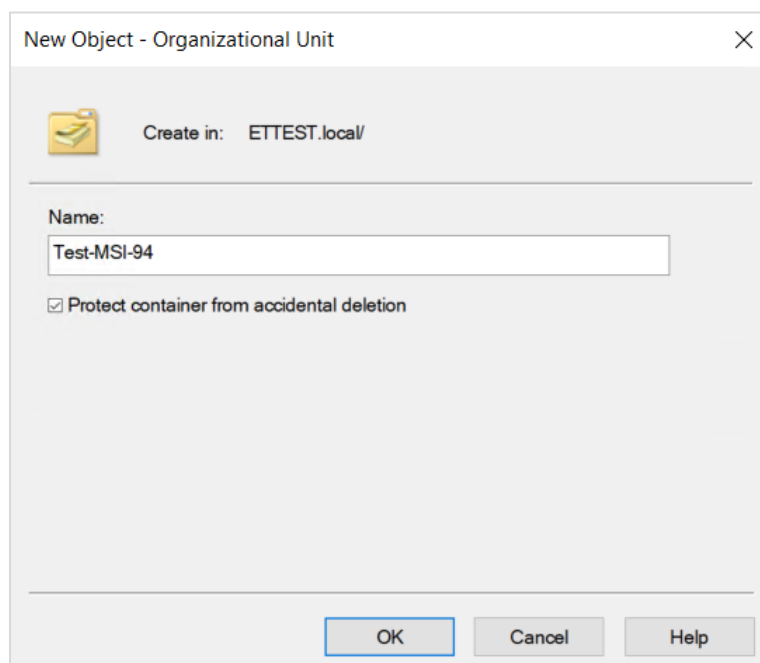 New Object - Organizational Unit
Create in: ETTEST.local/
Name:
Test-MSI-94
Protect container from accidental deletion
OK Cancel Help